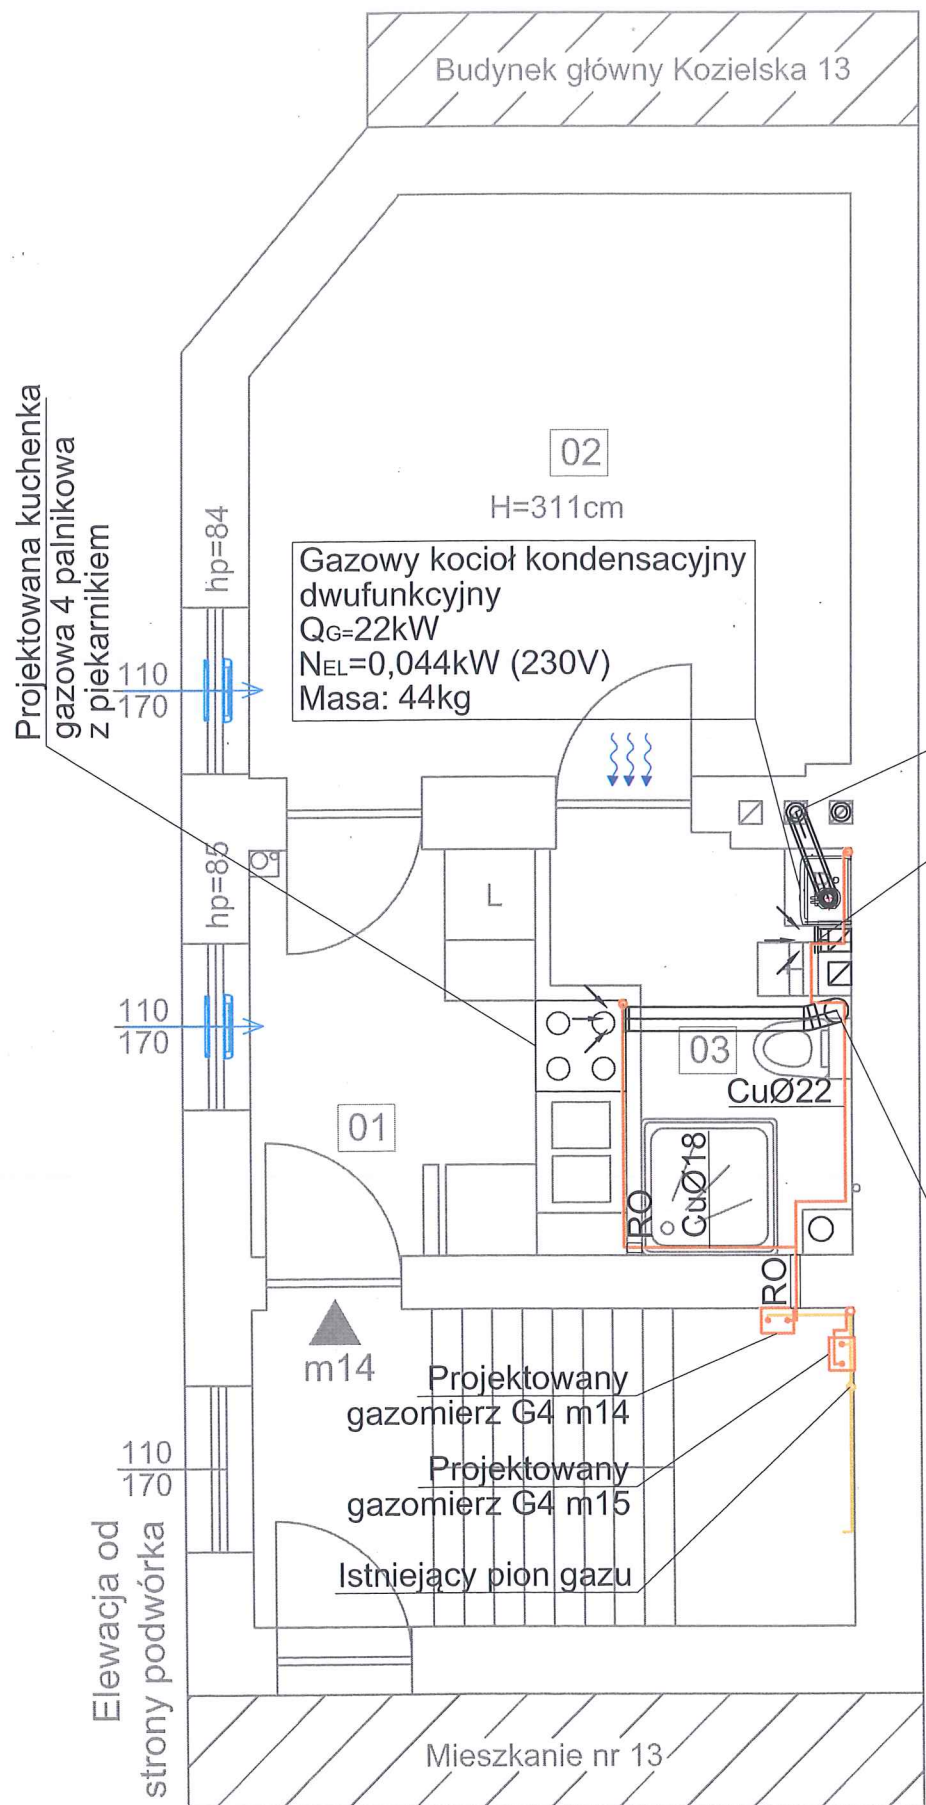 Budynek główny Kozielska 13
02
H=311cm
Gazowy kocioł kondensacyjny
dwufunkcyjny
QG=22kW
NEL=0,044kW (230V)
Masa: 44kg
Projektowana kuchenka
gazowa 4 palnikowa
z piekarnikiem
hp=84
110
170
hp=85
110
170
L
03
CuØ22
01
CuØ18
RO
RO
m14
Projektowany
gazomierz G4 m14
Projektowany
gazomierz G4 m15
Istniejący pion gazu
110
170
Elewacja od
strony podwórka
Mieszkanie nr 13